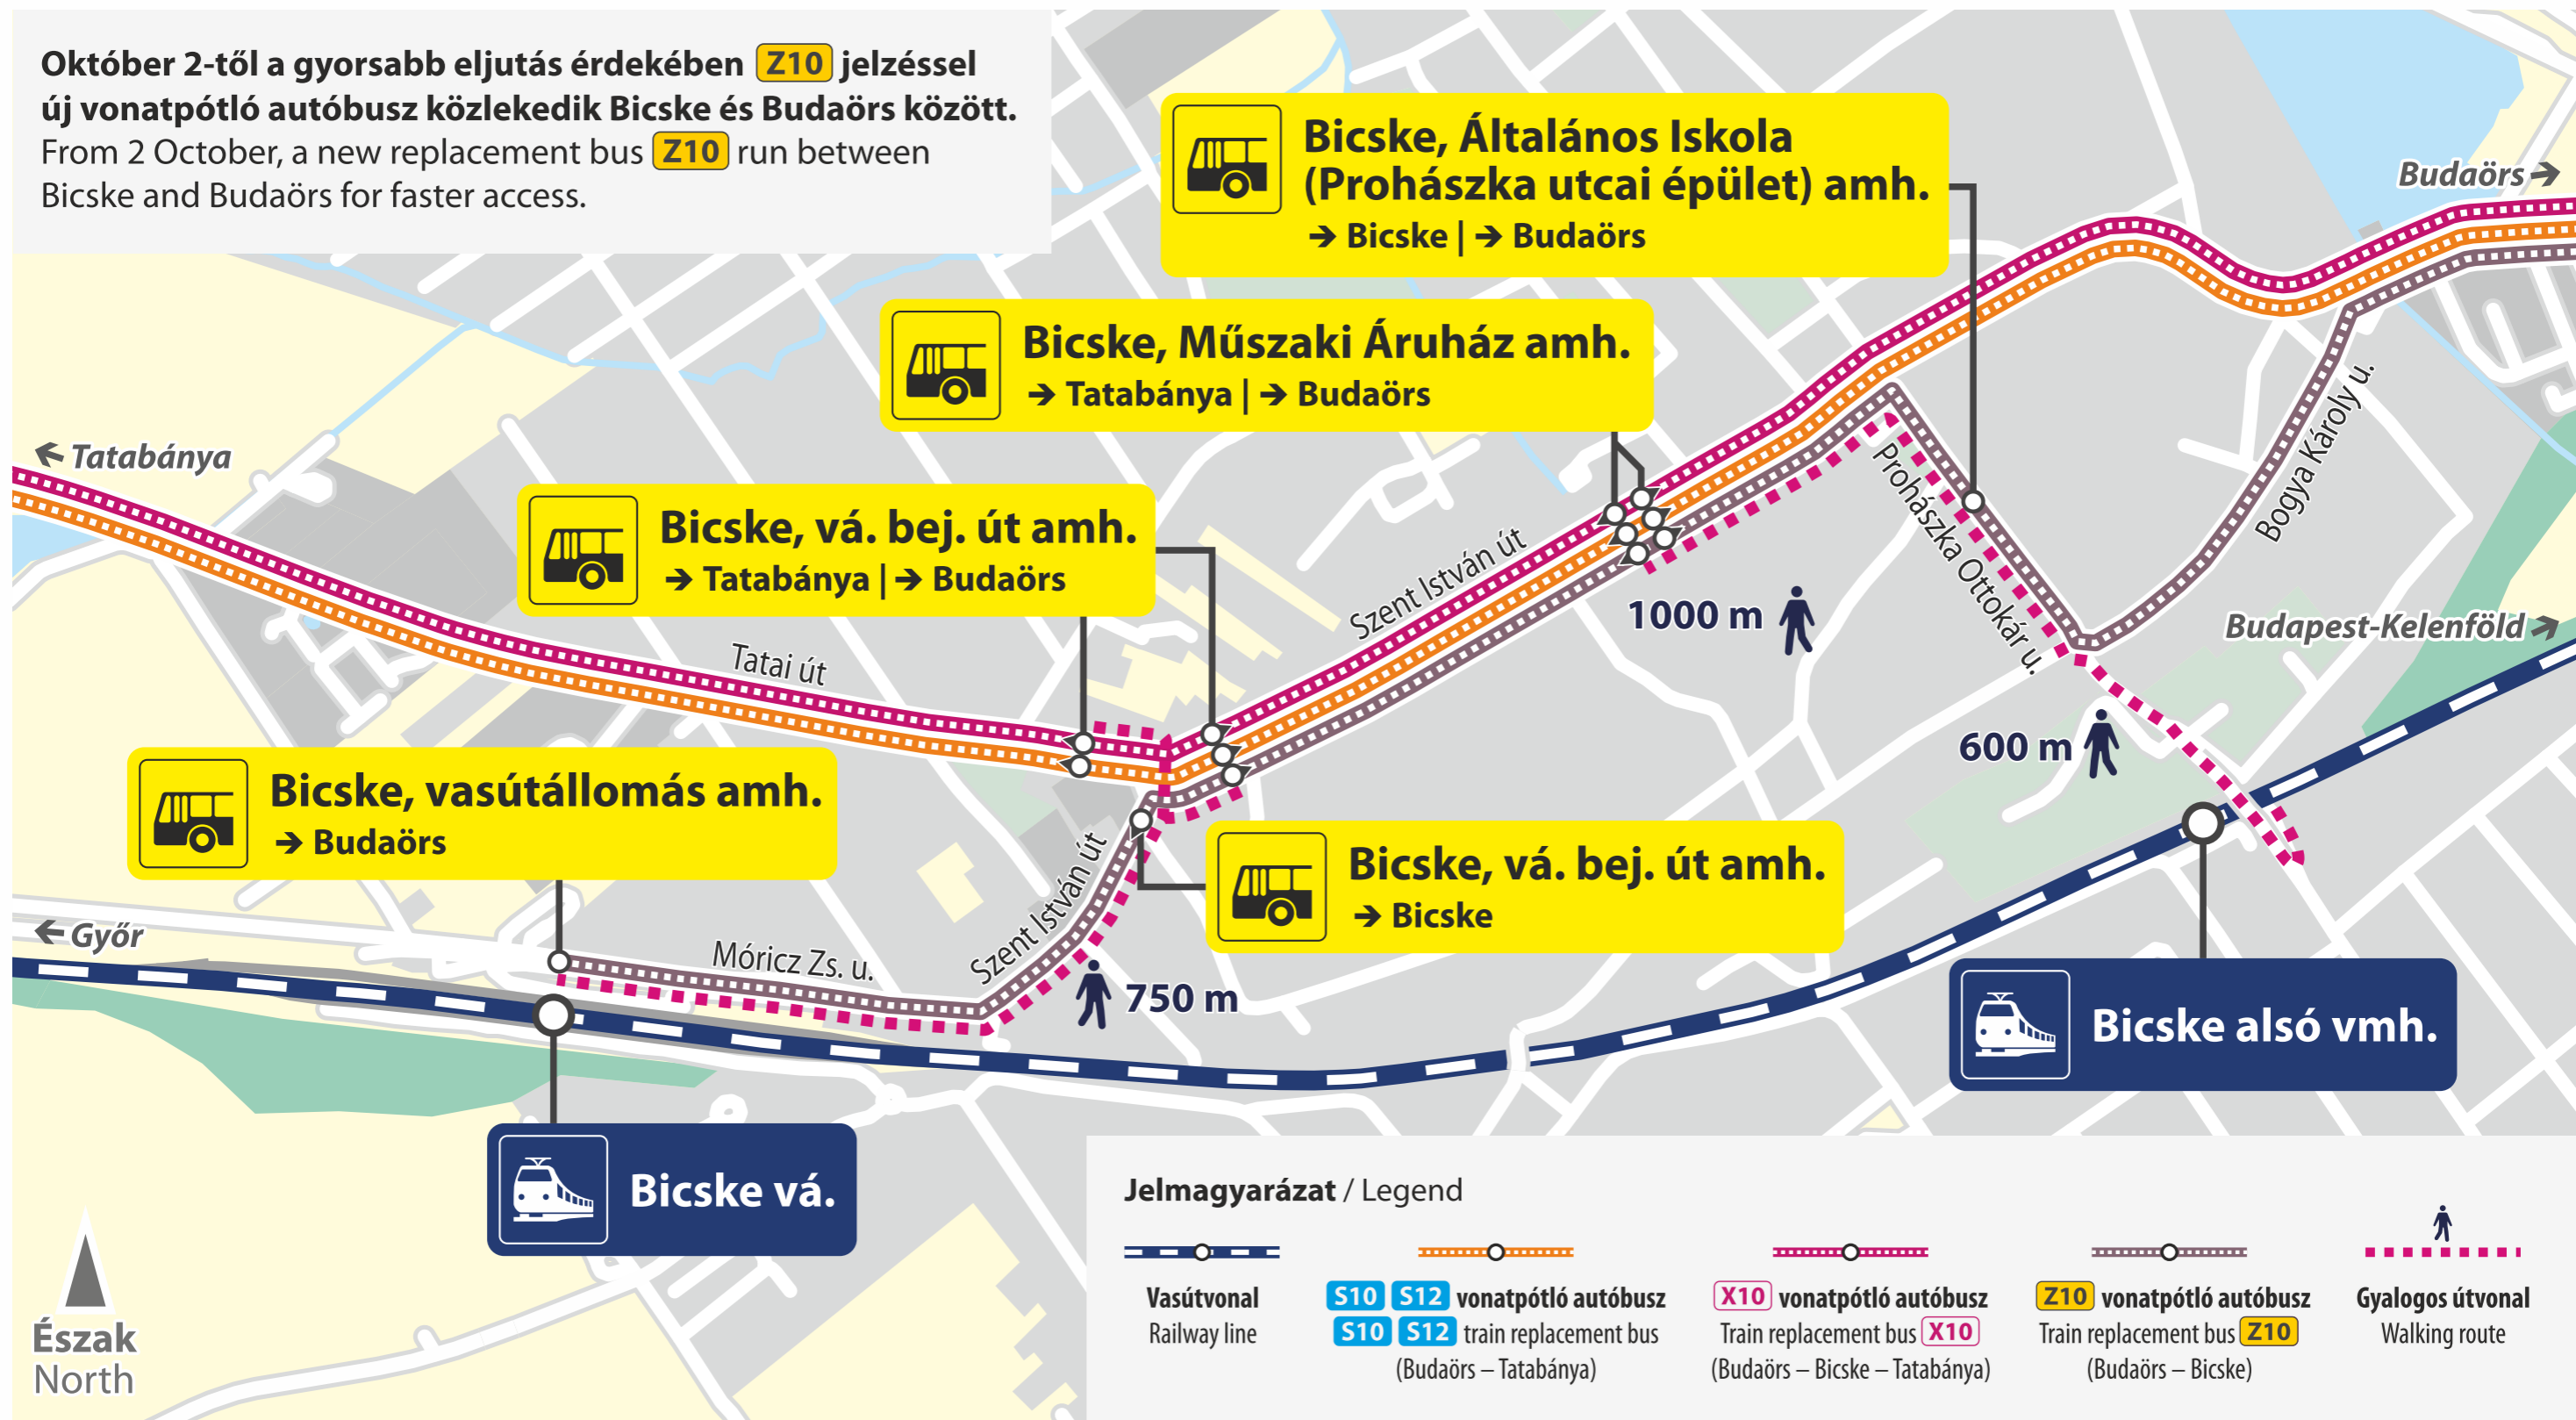 Október 2-től a gyorsabb eljutás érdekében Z10 jelzéssel
új vonatpótló autóbusz közlekedik Bicske és Budaörs között.
From 2 October, a new replacement bus Z10 run between
Bicske and Budaörs for faster access.
Bicske, Általános Iskola
(Prohászka utcai épület) amh.
→ Bicske | → Budaörs
Budaörs →
Bicske, Műszaki Áruház amh.
→ Tatabánya | → Budaörs
← Tatabánya
Bicske, vá. bej. út amh.
→ Tatabánya | → Budaörs
Bogya Károly u.
Prohászka Ottokár u.
Szent István út
1000 m
Budapest-Kelenföld →
Tatai út
600 m
Bicske, vasútállomás amh.
→ Budaörs
Bicske, vá. bej. út amh.
→ Bicske
Szent István út
← Győr
Móricz Zs. u.
750 m
Bicske alsó vmh.
Bicske vá.
Észak
North
Jelmagyarázat / Legend
Vasútvonal
Railway line
S10 S12 vonatpótló autóbusz
S10 S12 train replacement bus
(Budaörs – Tatabánya)
X10 vonatpótló autóbusz
Train replacement bus X10
(Budaörs – Bicske – Tatabánya)
Z10 vonatpótló autóbusz
Train replacement bus Z10
(Budaörs – Bicske)
Gyalogos útvonal
Walking route